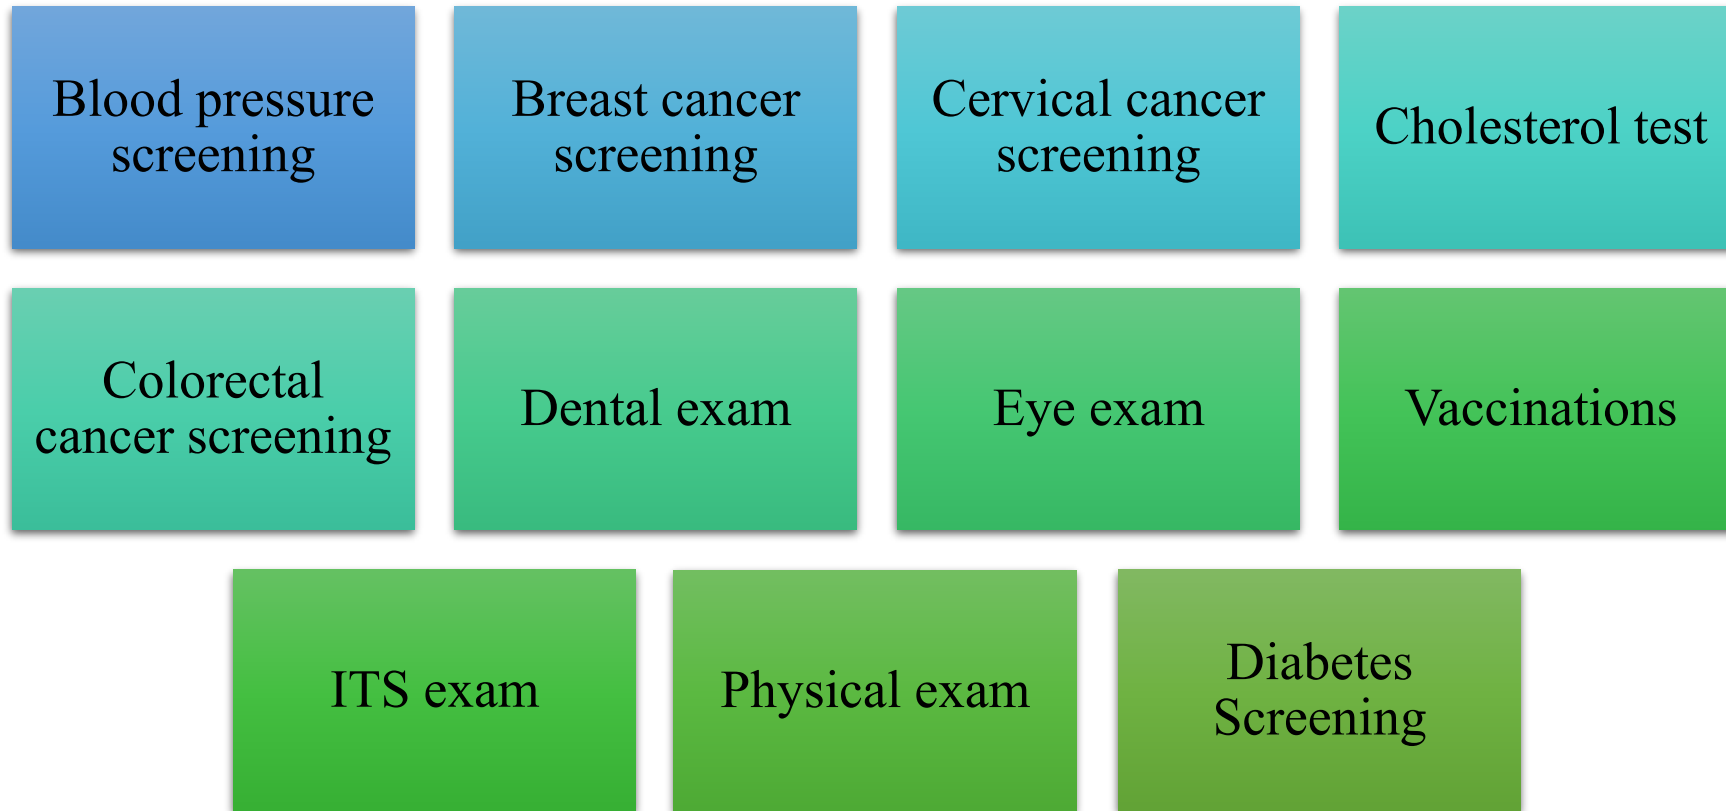 Blood pressure
screening
Breast cancer
screening
Cervical cancer
screening
Cholesterol test
Colorectal
cancer screening
Dental exam
Eye exam
Vaccinations
ITS exam
Physical exam
Diabetes
Screening